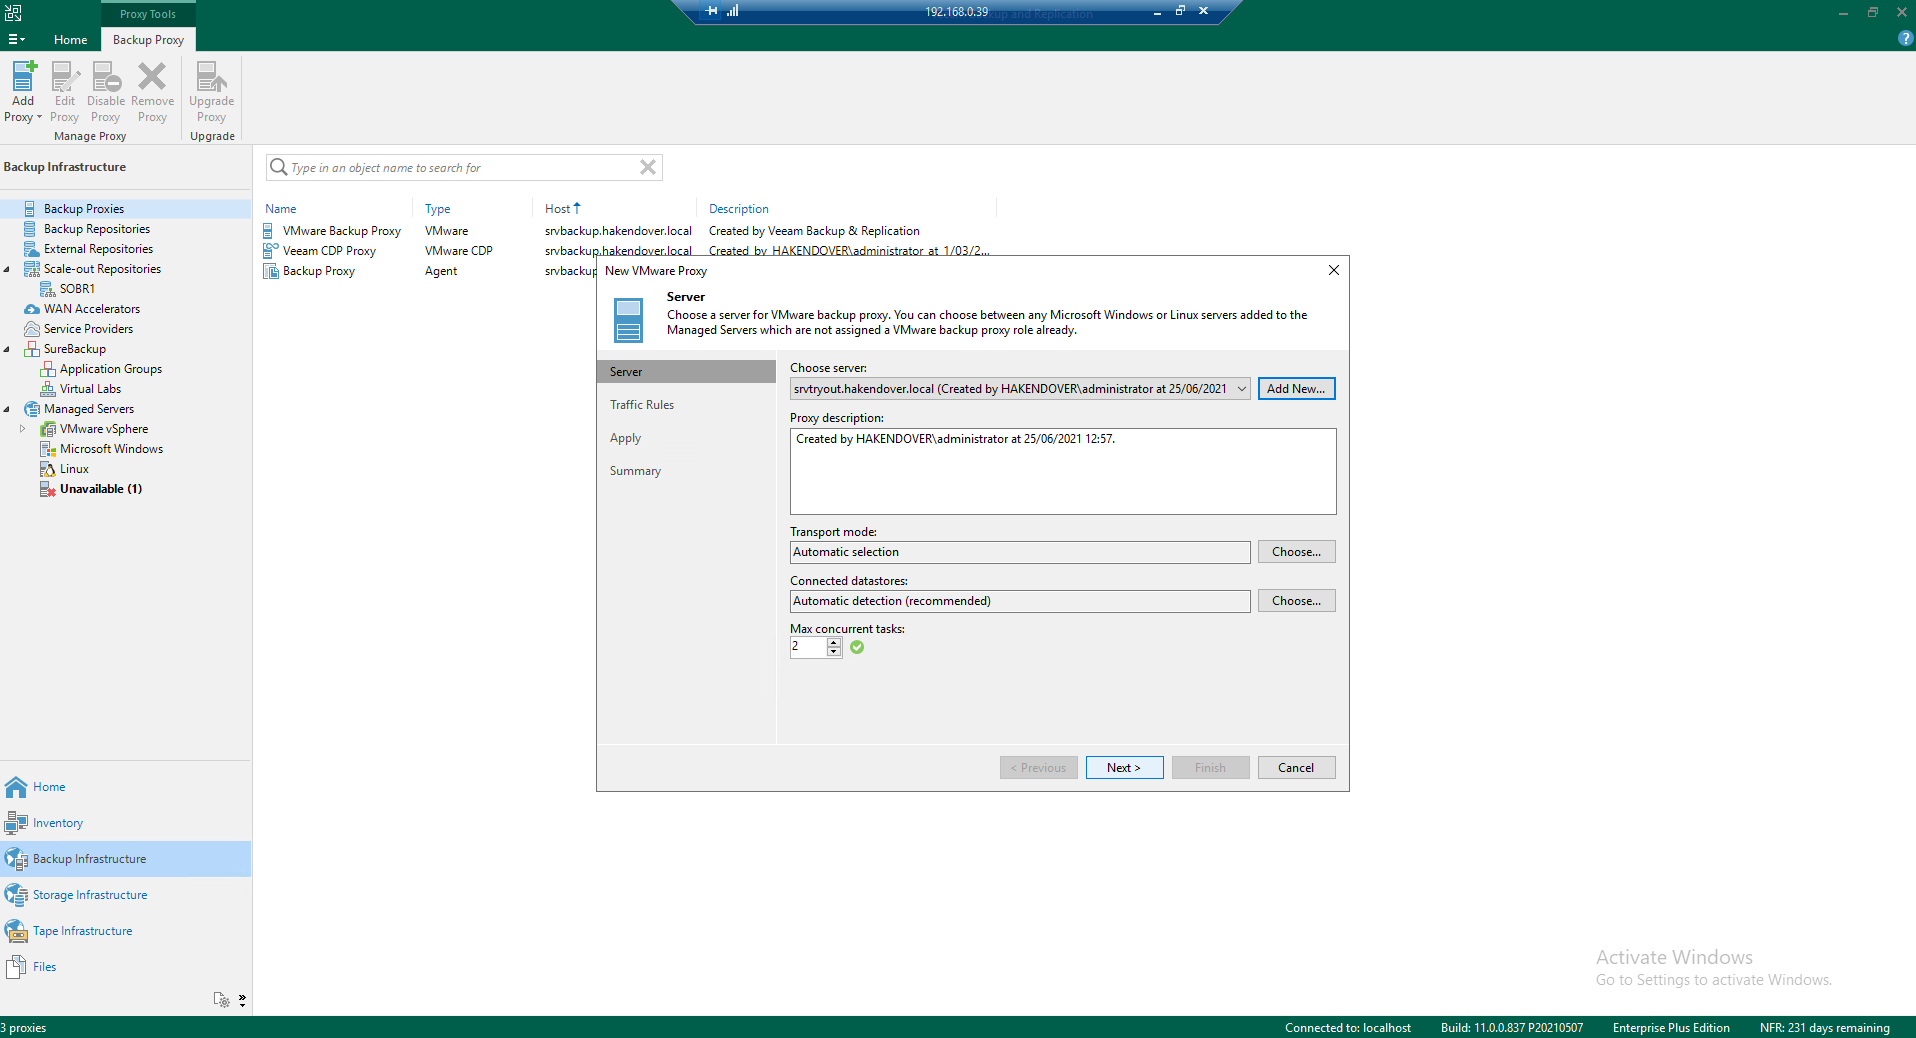 Proxy Tools
192.168.0.39
kup and Replication
Home
Backup Proxy
Add Proxy
Edit Proxy
Disable Proxy
Remove Proxy
Upgrade Proxy
Manage Proxy
Upgrade
Backup Infrastructure
Backup Proxies
Backup Repositories
External Repositories
Scale-out Repositories
SOBR1
WAN Accelerators
Service Providers
SureBackup
Application Groups
Virtual Labs
Managed Servers
VMware vSphere
Microsoft Windows
Linux
Unavailable (1)
Home
Inventory
Backup Infrastructure
Storage Infrastructure
Tape Infrastructure
Files
Type in an object name to search for
Name Type Host Description
VMware Backup Proxy VMware srvbackup.hakendover.local Created by Veeam Backup & Replication
Veeam CDP Proxy VMware CDP srvbackup.hakendover.local Created by HAKENDOVER\administrator at 1/03/2...
Backup Proxy Agent srvbackup
New VMware Proxy
Server
Choose a server for VMware backup proxy. You can choose between any Microsoft Windows or Linux servers added to the
Managed Servers which are not assigned a VMware backup proxy role already.
Server
Traffic Rules
Apply
Summary
Choose server:
srvtryout.hakendover.local (Created by HAKENDOVER\administrator at 25/06/2021
Add New...
Proxy description:
Created by HAKENDOVER\administrator at 25/06/2021 12:57.
Transport mode:
Automatic selection
Choose...
Connected datastores:
Automatic detection (recommended)
Choose...
Max concurrent tasks:
2
< Previous
Next >
Finish
Cancel
Activate Windows
Go to Settings to activate Windows.
3 proxies
Connected to: localhost
Build: 11.0.0.837 P20210507
Enterprise Plus Edition
NFR: 231 days remaining